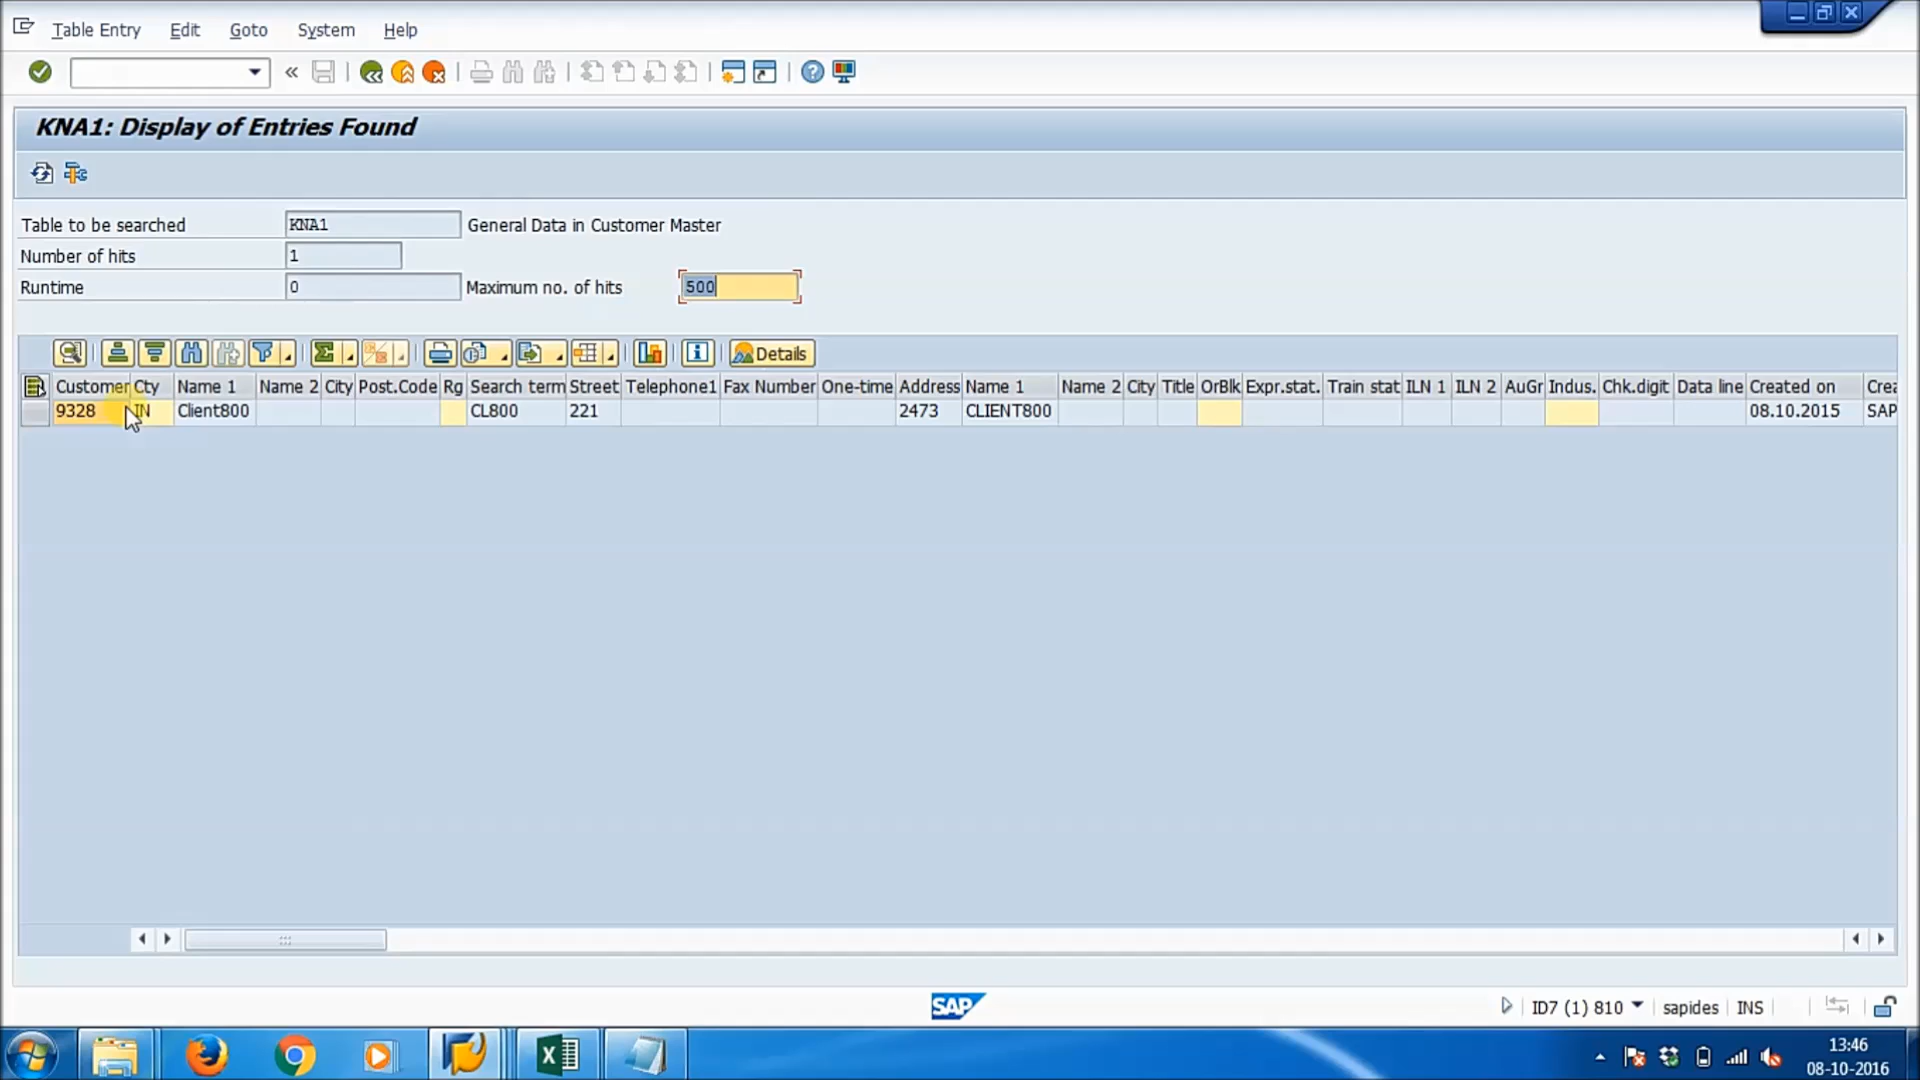 Table Entry Edit Goto System Help
KNA1: Display of Entries Found
Table to be searched KNA1 General Data in Customer Master
Number of hits 1
Runtime 0 Maximum no. of hits 500
Details
Customer Cty Name 1 Name 2 City Post.Code Rg Search term Street Telephone1 Fax Number One-time Address Name 1 Name 2 City Title OrBlk Expr.stat. Train stat ILN 1 ILN 2 AuGr Indus. Chk.digit Data line Created on Crea
9328 IN Client800 CL800 221 2473 CLIENT800 08.10.2015 SAP
SAP ID7 (1) 810 sapides INS
13:46
08-10-2016